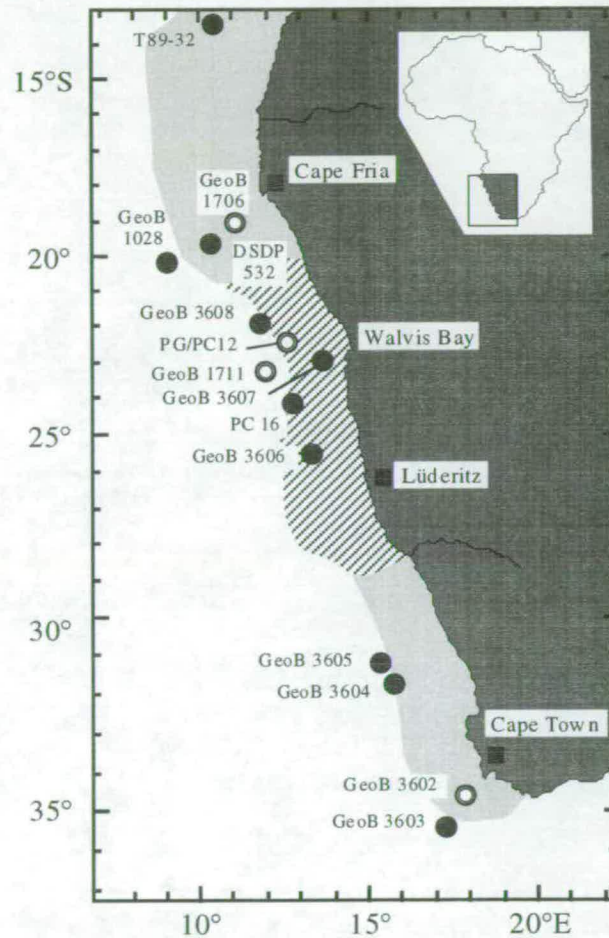 T89-32
15°S
Cape Fria
GeoB
1706
GeoB
1028
20°
DSDP
532
GeoB 3608
Walvis Bay
PG/PC12
GeoB 1711
GeoB 3607
PC 16
25°
GeoB 3606
Lüderitz
30°
GeoB 3605
GeoB 3604
Cape Town
GeoB 3602
35°
GeoB 3603
10°
15°
20°E